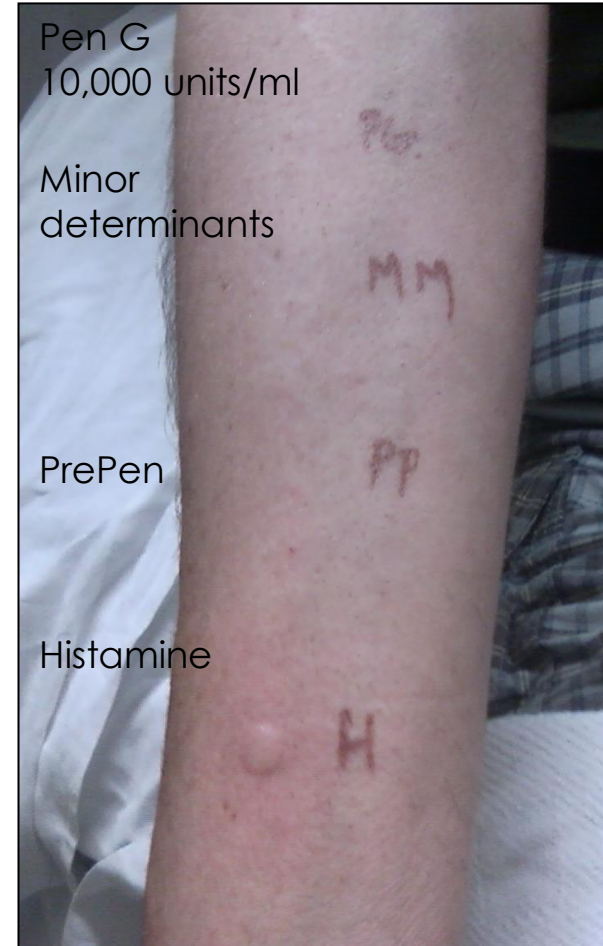 Pen G
10,000 units/ml
Minor
determinants
MM
PrePen
Pp
Histamine
H